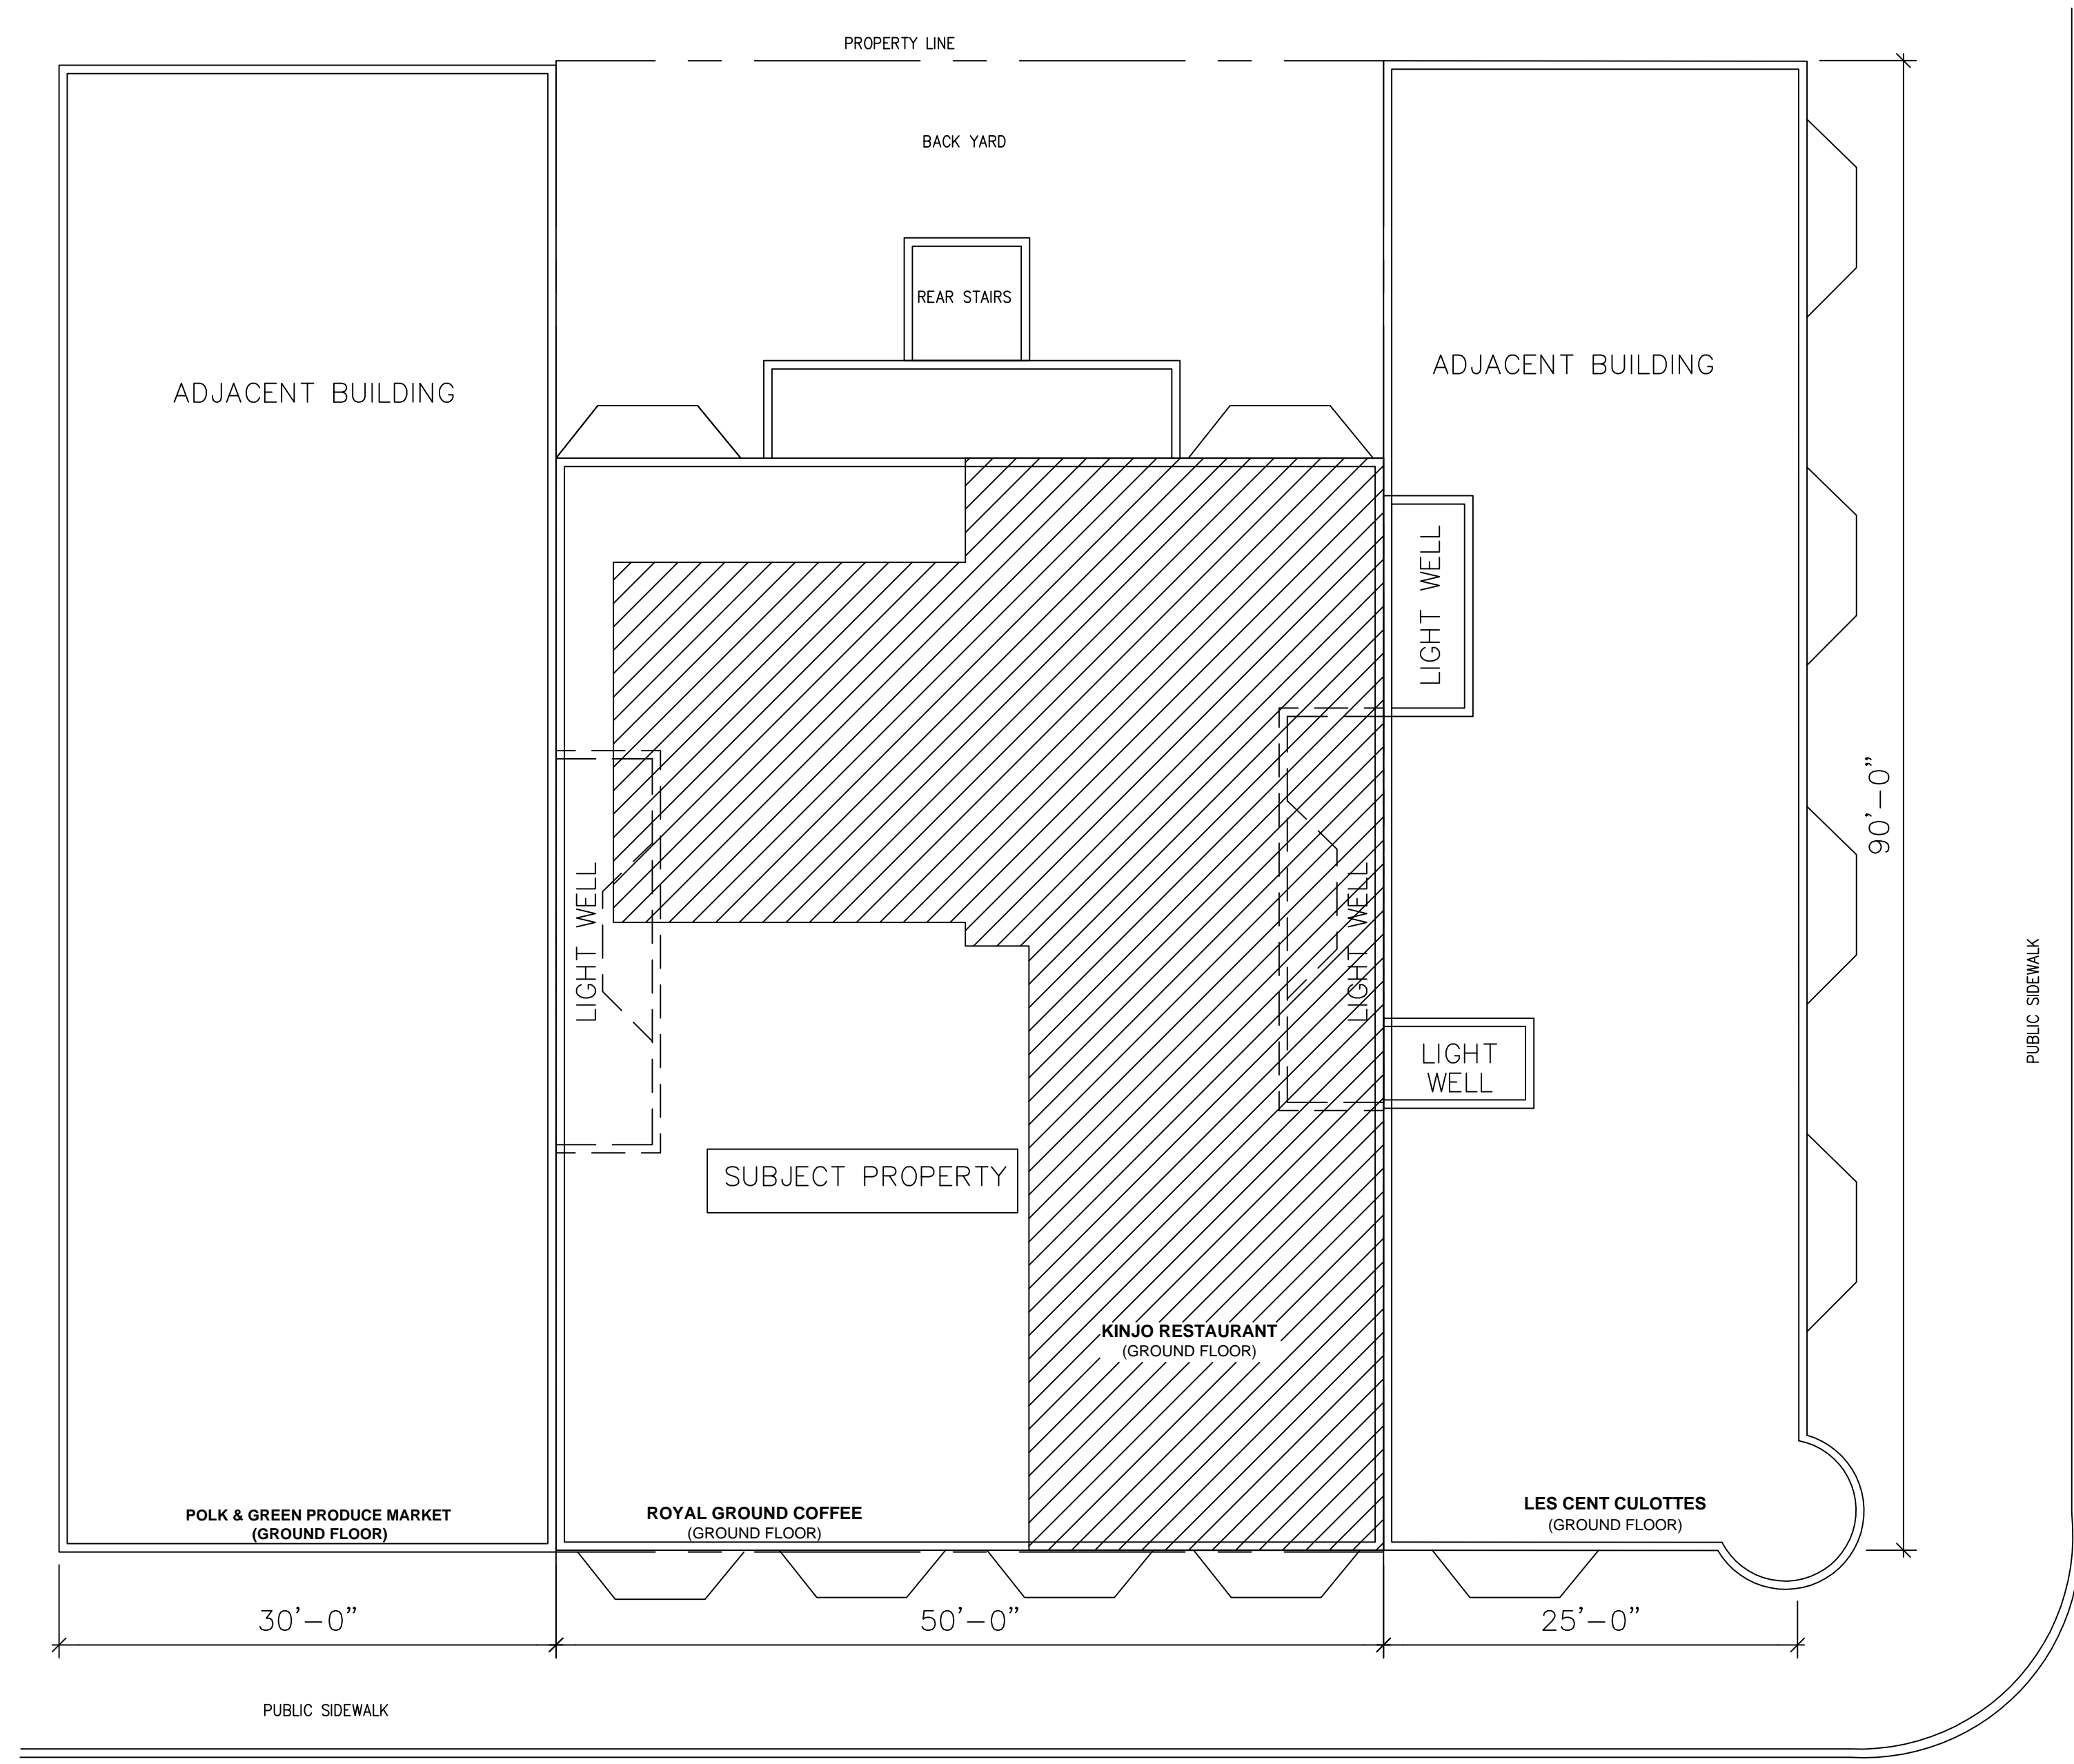 PROPERTY LINE
BACK YARD
REAR STAIRS
ADJACENT BUILDING
ADJACENT BUILDING
LIGHT WELL
LIGHT WELL
LIGHT WELL
90'-0"
PUBLIC SIDEWALK
LIGHT
WELL
SUBJECT PROPERTY
KINJO RESTAURANT
(GROUND FLOOR)
POLK & GREEN PRODUCE MARKET
(GROUND FLOOR)
ROYAL GROUND COFFEE
(GROUND FLOOR)
LES CENT CULOTTES
(GROUND FLOOR)
30'-0"
50'-0"
25'-0"
PUBLIC SIDEWALK